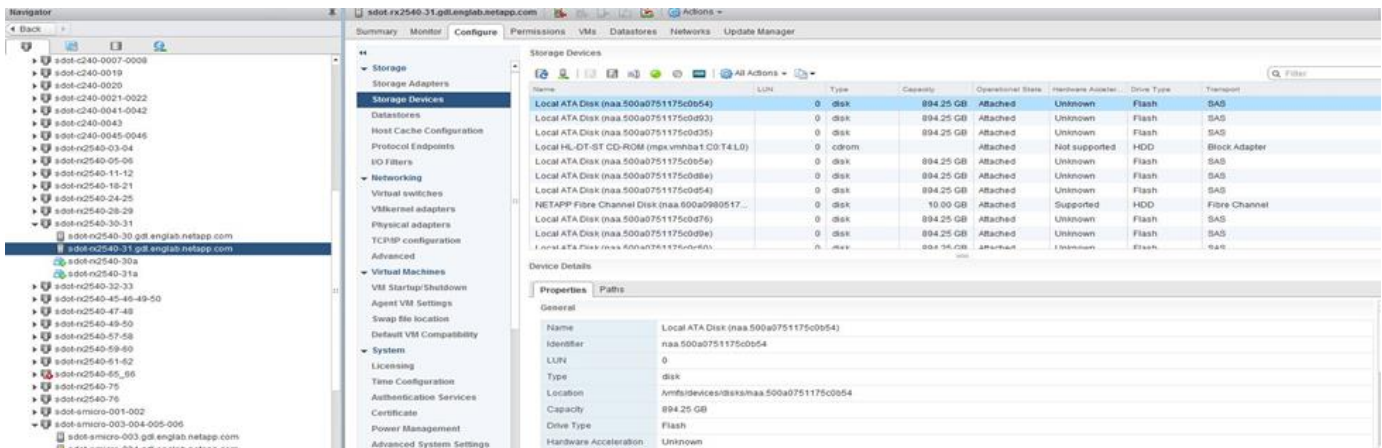 Navigator
Back
sdot-c240-0007-0008
sdot-c240-0019
sdot-c240-0020
sdot-c240-0021-0022
sdot-c240-0041-0042
sdot-c240-0043
sdot-c240-0045-0046
sdot-rx2540-03-04
sdot-rx2540-05-06
sdot-rx2540-11-12
sdot-rx2540-18-21
sdot-rx2540-24-25
sdot-rx2540-28-29
sdot-rx2540-30-31
sdot-rx2540-30.gdl.englab.netapp.com
sdot-rx2540-31.gdl.englab.netapp.com
sdot-rx2540-30a
sdot-rx2540-31a
sdot-rx2540-32-33
sdot-rx2540-45-46-49-50
sdot-rx2540-47-48
sdot-rx2540-49-50
sdot-rx2540-57-58
sdot-rx2540-59-60
sdot-rx2540-61-62
sdot-rx2540-65_66
sdot-rx2540-75
sdot-rx2540-76
sdot-smicro-001-002
sdot-smicro-003-004-005-006
sdot-smicro-003.gdl.englab.netapp.com
sdot-rx2540-31.gdl.englab.netapp.com Actions
Summary Monitor Configure Permissions VMs Datastores Networks Update Manager
Storage
Storage Adapters
Storage Devices
Datastores
Host Cache Configuration
Protocol Endpoints
I/O Filters
Networking
Virtual switches
VMkernel adapters
Physical adapters
TCP/IP configuration
Advanced
Virtual Machines
VM Startup/Shutdown
Agent VM Settings
Swap file location
Default VM Compatibility
System
Licensing
Time Configuration
Authentication Services
Certificate
Power Management
Advanced System Settings
Storage Devices
All Actions
Filter
Name LUN Type Capacity Operational State Hardware Acceler... Drive Type Transport
Local ATA Disk (naa.500a0751175c0b54) 0 disk 894.25 GB Attached Unknown Flash SAS
Local ATA Disk (naa.500a0751175c0d93) 0 disk 894.25 GB Attached Unknown Flash SAS
Local ATA Disk (naa.500a0751175c0d35) 0 disk 894.25 GB Attached Unknown Flash SAS
Local HL-DT-ST CD-ROM (mpx.vmhba1:C0:T4:L0) 0 cdrom Attached Not supported HDD Block Adapter
Local ATA Disk (naa.500a0751175c0b5e) 0 disk 894.25 GB Attached Unknown Flash SAS
Local ATA Disk (naa.500a0751175c0d8e) 0 disk 894.25 GB Attached Unknown Flash SAS
Local ATA Disk (naa.500a0751175c0d54) 0 disk 894.25 GB Attached Unknown Flash SAS
NETAPP Fibre Channel Disk (naa.600a0980517... 0 disk 10.00 GB Attached Supported HDD Fibre Channel
Local ATA Disk (naa.500a0751175c0d76) 0 disk 894.25 GB Attached Unknown Flash SAS
Local ATA Disk (naa.500a0751175c0d9e) 0 disk 894.25 GB Attached Unknown Flash SAS
Device Details
Properties Paths
General
Name Local ATA Disk (naa.500a0751175c0b54)
Identifier naa.500a0751175c0b54
LUN 0
Type disk
Location /vmfs/devices/disks/naa.500a0751175c0b54
Capacity 894.25 GB
Drive Type Flash
Hardware Acceleration Unknown